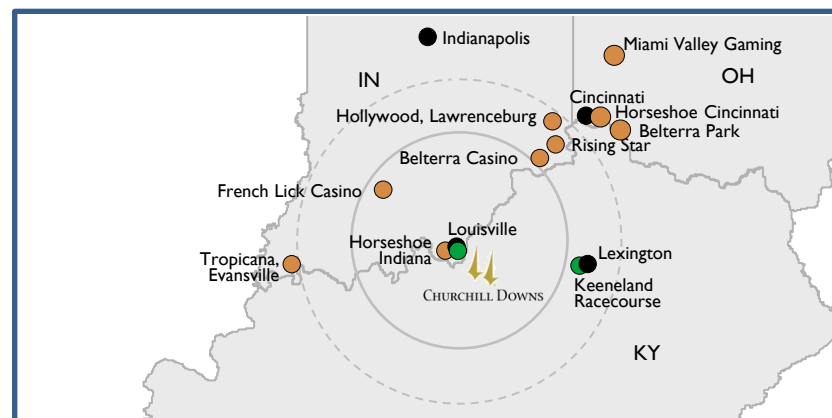 Indianapolis
Miami Valley Gaming
IN
OH
Cincinnati
Hollywood, Lawrenceburg
Horseshoe Cincinnati
Belterra Park
Rising Star
Belterra Casino
French Lick Casino
Louisville
Horseshoe
Indiana
Tropicana,
Evansville
Lexington
Keeneland
Racecourse
CHURCHILL DOWNS
KY